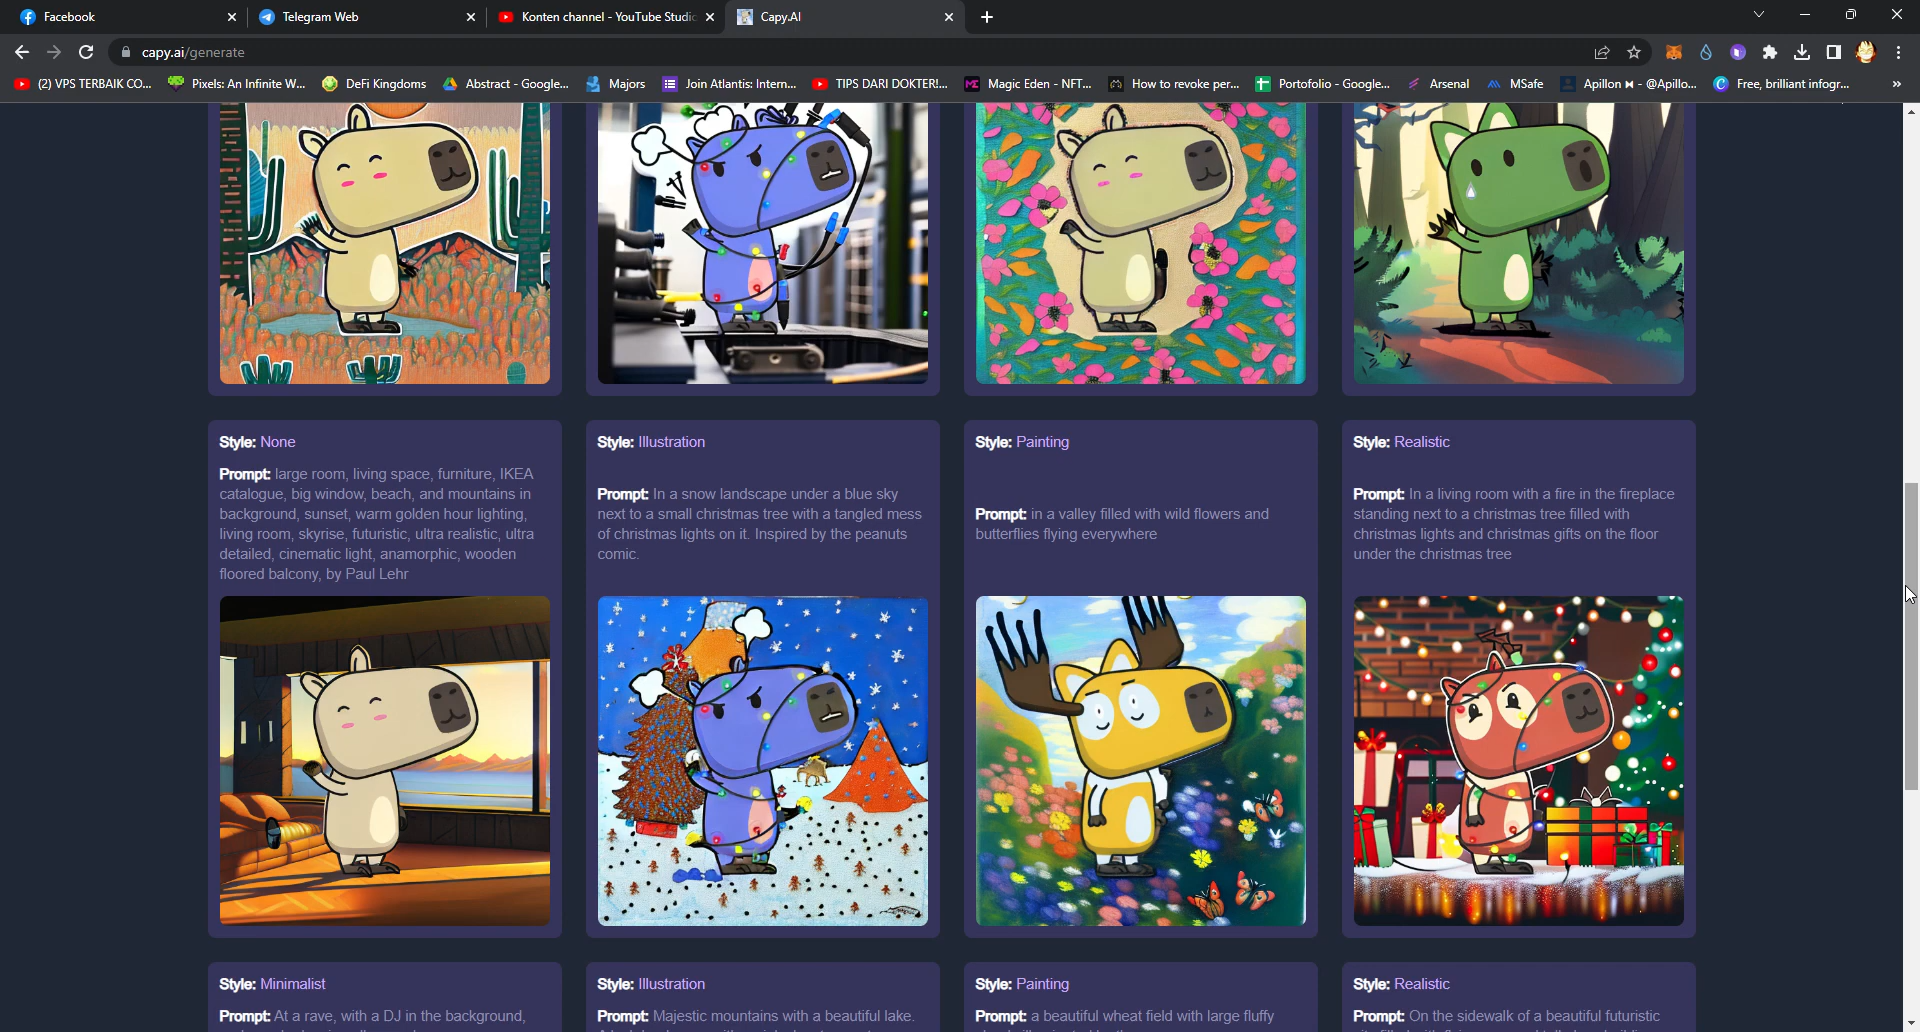 Facebook
Telegram Web
Konten channel - YouTube Studio
Capy.AI
capy.ai/generate
(2) VPS TERBAIK CO...
Pixels: An Infinite W...
DeFi Kingdoms
Abstract - Google...
Majors
Join Atlantis: Intern...
TIPS DARI DOKTER!...
Magic Eden - NFT...
How to revoke per...
Portofolio - Google...
Arsenal
MSafe
Apillon ⧓ - @Apillo...
Free, brilliant infogr...
Style: None
Prompt: large room, living space, furniture, IKEA
catalogue, big window, beach, and mountains in
background, sunset, warm golden hour lighting,
living room, skyrise, futuristic, ultra realistic, ultra
detailed, cinematic light, anamorphic, wooden
floored balcony, by Paul Lehr
Style: Illustration
Prompt: In a snow landscape under a blue sky
next to a small christmas tree with a tangled mess
of christmas lights on it. Inspired by the peanuts
comic.
Style: Painting
Prompt: in a valley filled with wild flowers and
butterflies flying everywhere
Style: Realistic
Prompt: In a living room with a fire in the fireplace
standing next to a christmas tree filled with
christmas lights and christmas gifts on the floor
under the christmas tree
Style: Minimalist
Prompt: At a rave, with a DJ in the background,
Style: Illustration
Prompt: Majestic mountains with a beautiful lake.
Style: Painting
Prompt: a beautiful wheat field with large fluffy
Style: Realistic
Prompt: On the sidewalk of a beautiful futuristic